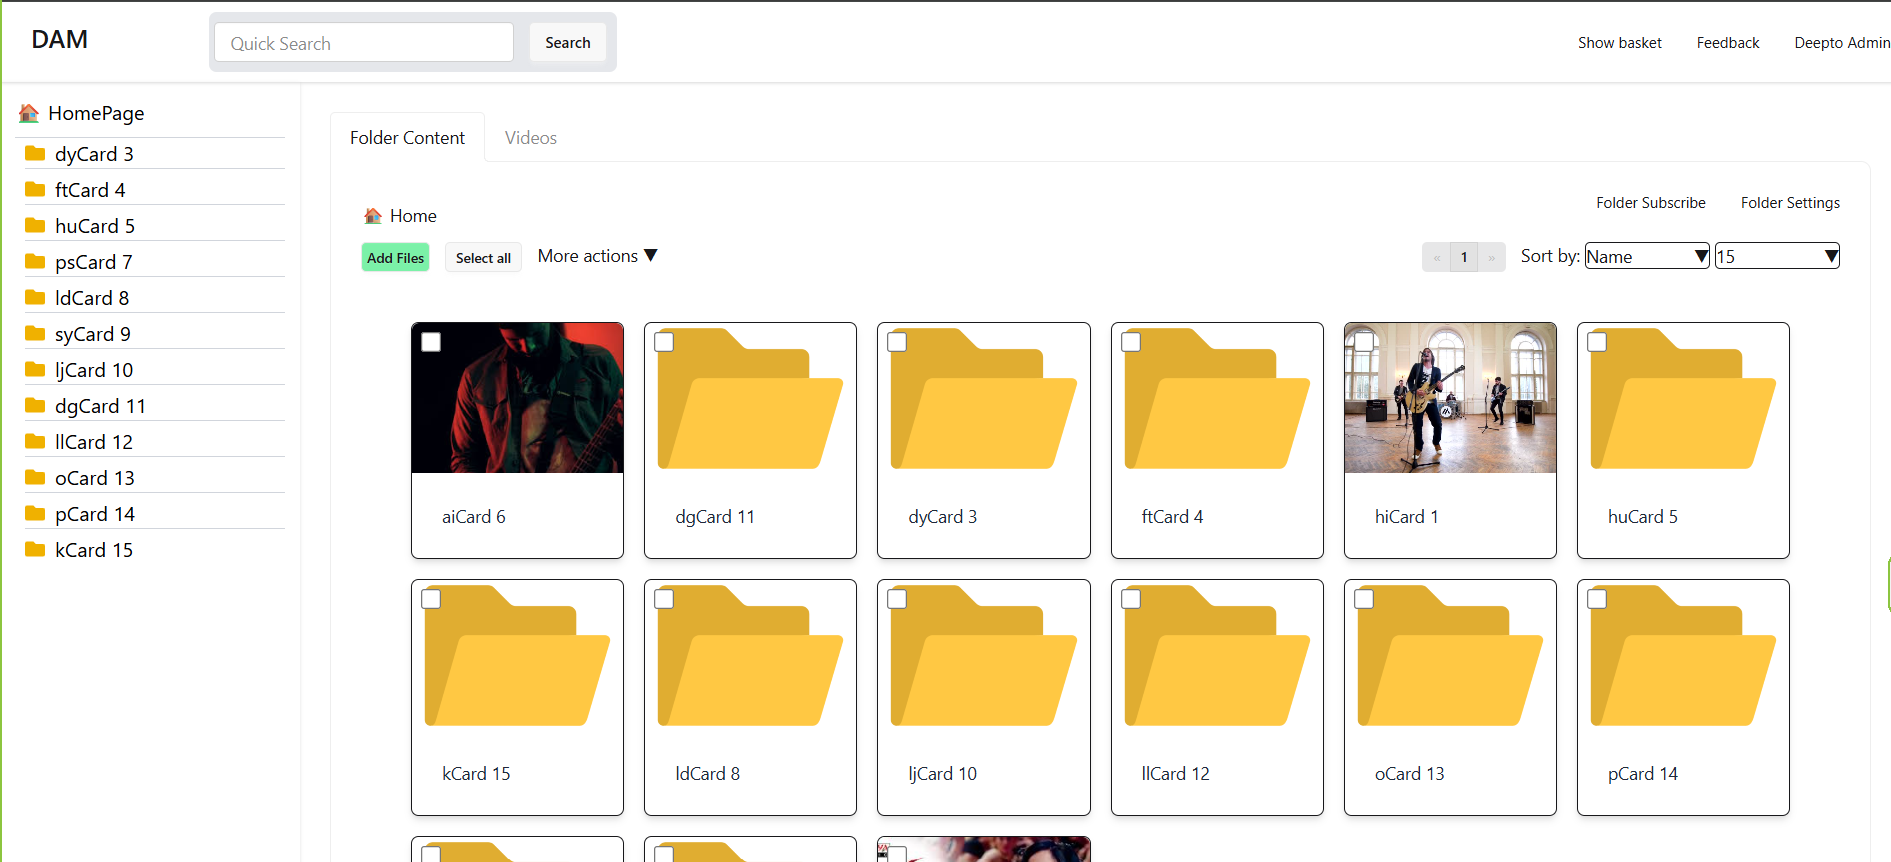 DAM
Quick Search
Search
Show basket
Feedback
Deepto Admin
HomePage
dyCard 3
ftCard 4
huCard 5
psCard 7
ldCard 8
syCard 9
ljCard 10
dgCard 11
llCard 12
oCard 13
pCard 14
kCard 15
Folder Content
Videos
Home
Folder Subscribe
Folder Settings
Add Files
Select all
More actions ▼
« 1 »
Sort by: Name ▼ 15 ▼
aiCard 6
dgCard 11
dyCard 3
ftCard 4
hiCard 1
huCard 5
kCard 15
ldCard 8
ljCard 10
llCard 12
oCard 13
pCard 14